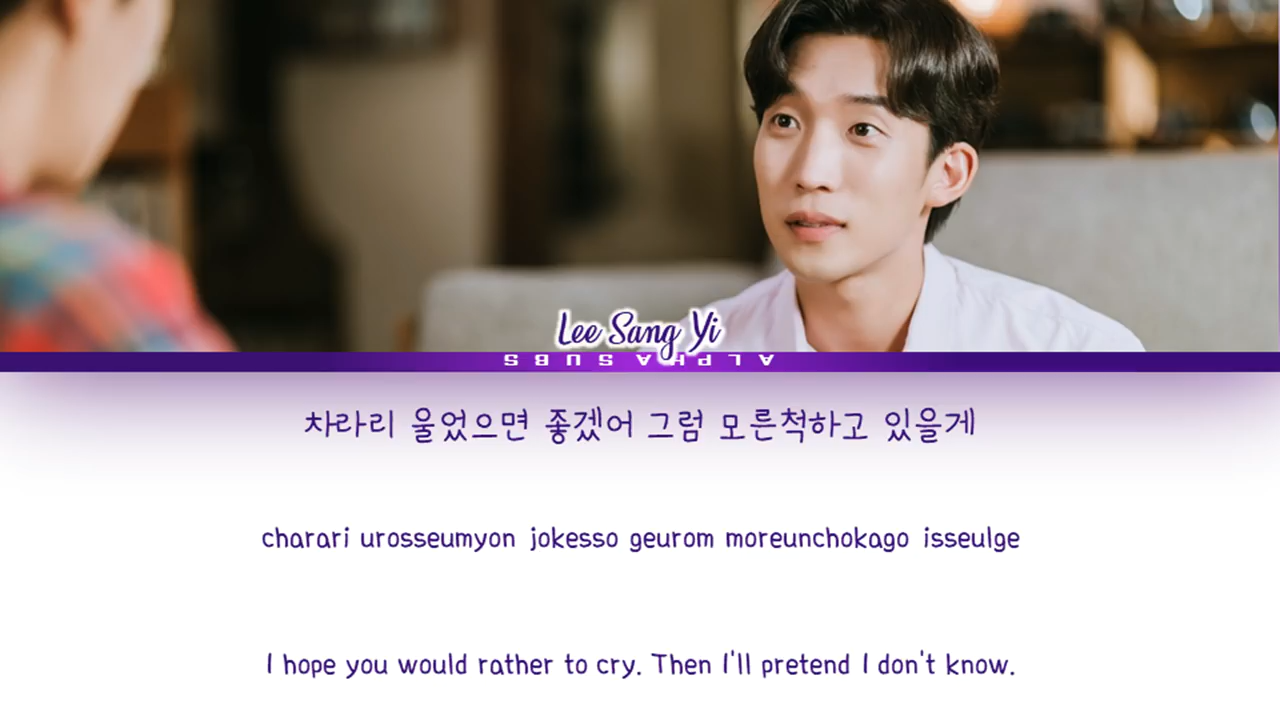 Lee Sang Yi
ALPHA SUBS
차라리 울었으면 좋겠어 그럼 모른척하고 있을게
charari urosseumyon jokesso geurom moreunchokago isseulge
I hope you would rather to cry. Then I'll pretend I don't know.